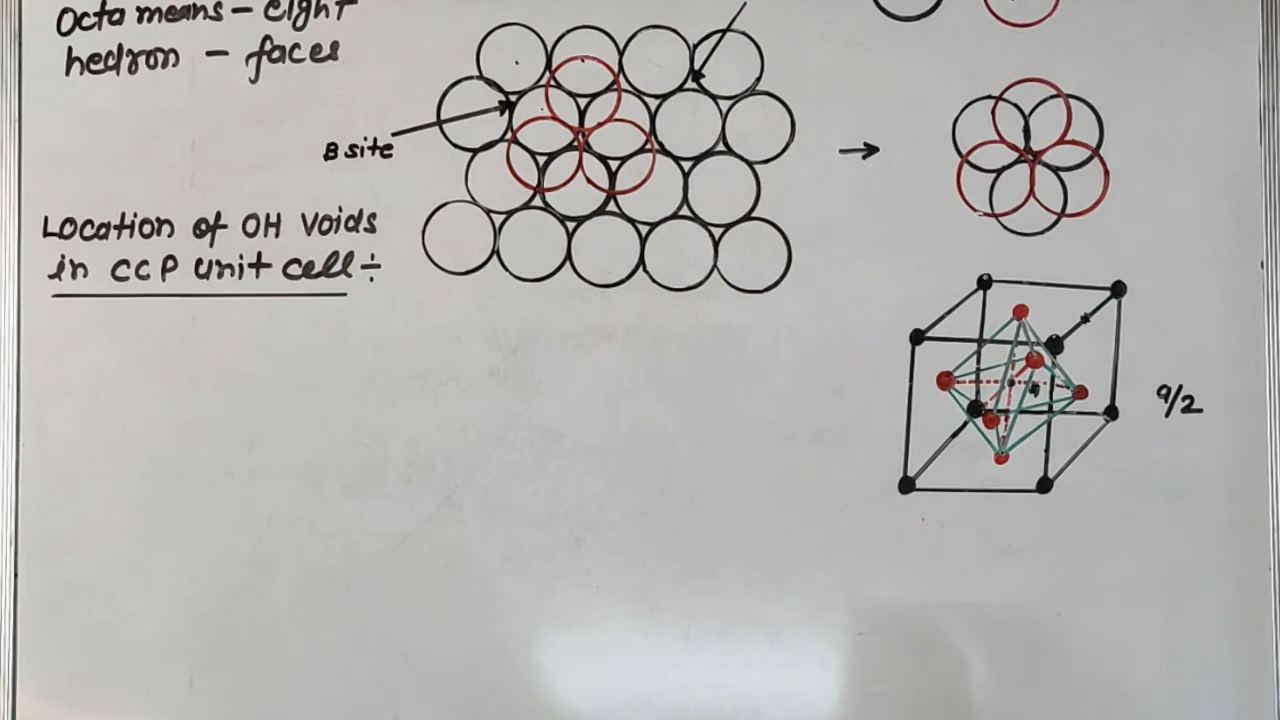 Octa means - eight
hedron - faces
B site
Location of OH Voids
in CCP unit cell ÷
a/2